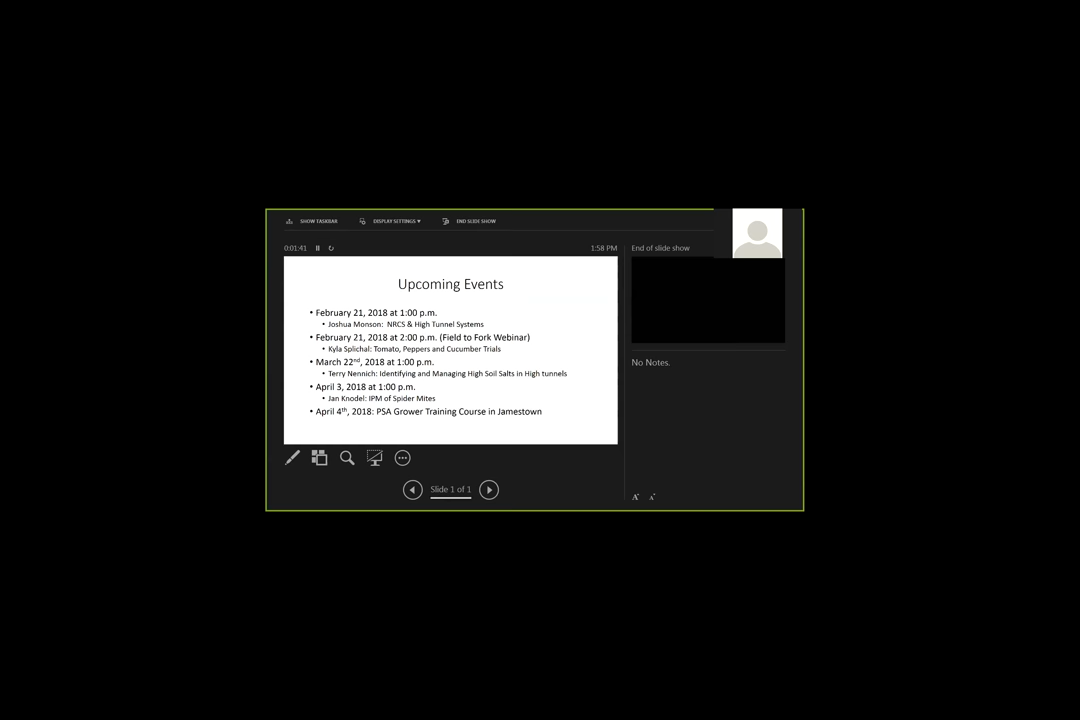 SHOW TASKBAR DISPLAY SETTINGS ▼ END SLIDE SHOW
0:01:41 1:58 PM
Upcoming Events
• February 21, 2018 at 1:00 p.m.
• Joshua Monson: NRCS & High Tunnel Systems
• February 21, 2018 at 2:00 p.m. (Field to Fork Webinar)
• Kyla Splichal: Tomato, Peppers and Cucumber Trials
• March 22nd, 2018 at 1:00 p.m.
• Terry Nennich: Identifying and Managing High Soil Salts in High tunnels
• April 3, 2018 at 1:00 p.m.
• Jan Knodel: IPM of Spider Mites
• April 4th, 2018: PSA Grower Training Course in Jamestown
Slide 1 of 1
End of slide show
No Notes.
A A